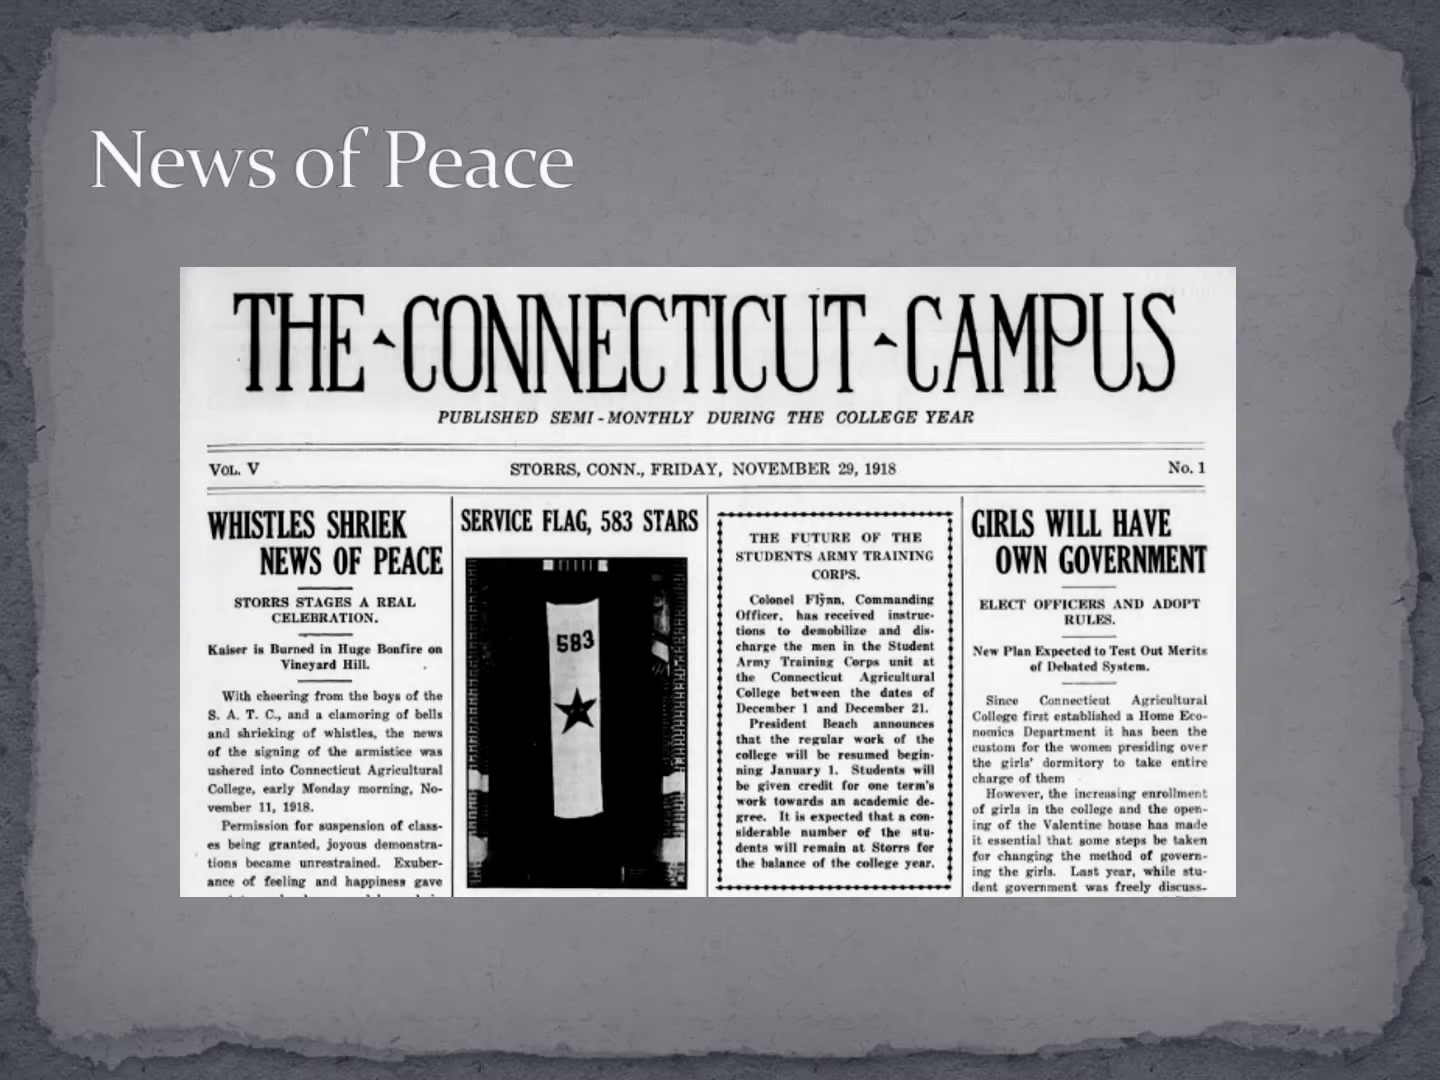 News of Peace
THE CONNECTICUT CAMPUS
PUBLISHED SEMI-MONTHLY DURING THE COLLEGE YEAR
VOL. V STORRS, CONN., FRIDAY, NOVEMBER 29, 1918 No. 1
WHISTLES SHRIEK
NEWS OF PEACE
STORRS STAGES A REAL
CELEBRATION.
Kaiser is Burned in Huge Bonfire on
Vineyard Hill.
With cheering from the boys of the
S. A. T. C., and a clamoring of bells
and shrieking of whistles, the news
of the signing of the armistice was
ushered into Connecticut Agricultural
College, early Monday morning, No-
vember 11, 1918.
Permission for suspension of class-
es being granted, joyous demonstra-
tions became unrestrained. Exuber-
ance of feeling and happiness gave
SERVICE FLAG, 583 STARS
583
THE FUTURE OF THE
STUDENTS ARMY TRAINING
CORPS.
Colonel Flynn, Commanding
Officer, has received instruc-
tions to demobilize and dis-
charge the men in the Student
Army Training Corps unit at
the Connecticut Agricultural
College between the dates of
December 1 and December 21.
President Beach announces
that the regular work of the
college will be resumed begin-
ning January 1. Students will
be given credit for one term's
work towards an academic de-
gree. It is expected that a con-
siderable number of the stu-
dents will remain at Storrs for
the balance of the college year.
GIRLS WILL HAVE
OWN GOVERNMENT
ELECT OFFICERS AND ADOPT
RULES.
New Plan Expected to Test Out Merits
of Debated System.
Since Connecticut Agricultural
College first established a Home Eco-
nomics Department it has been the
custom for the women presiding over
the girls' dormitory to take entire
charge of them
However, the increasing enrollment
of girls in the college and the open-
ing of the Valentine house has made
it essential that some steps be taken
for changing the method of govern-
ing the girls. Last year, while stu-
dent government was freely discuss-